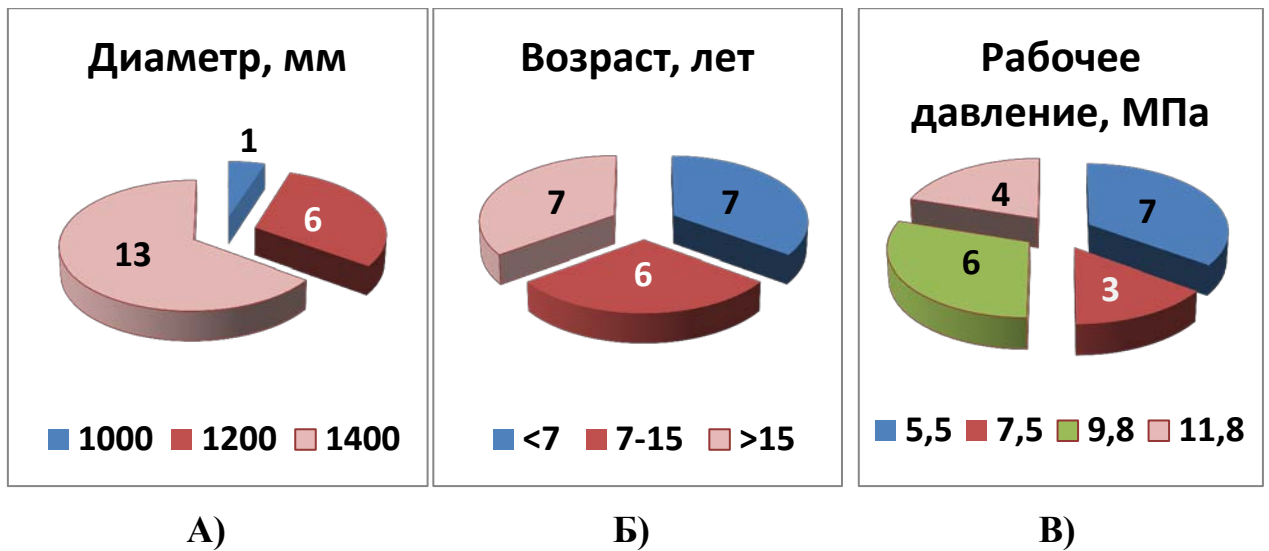 Диаметр, мм
1
6
13
1000 1200 1400
Возраст, лет
7
7
6
<7 7-15 >15
Рабочее
давление, МПа
4
7
6
3
5,5 7,5 9,8 11,8
А) Б) В)